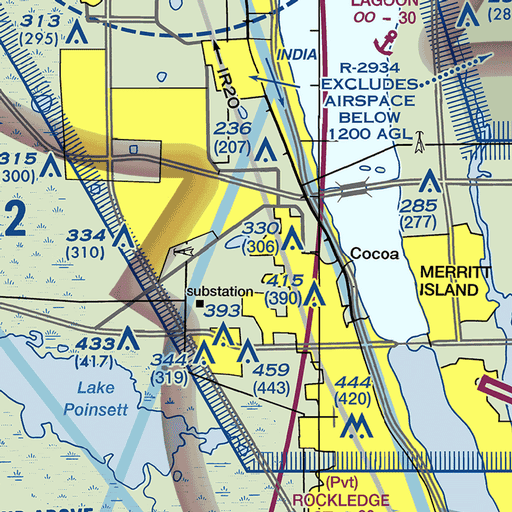 LAGOON
00 - 30
313
(295)
(28
INDIA
R-2934
EXCLUDES
AIRSPACE
BELOW
1200 AGL
IR20
236
(207)
315
300)
285
(277)
2
334
(310)
330
(306)
Cocoa
MERRITT
ISLAND
415
(390)
substation
393
433
(417)
344
(319)
459
(443)
444
(420)
Lake
Poinsett
(Pvt)
ROCKLEDGE
ABOVE